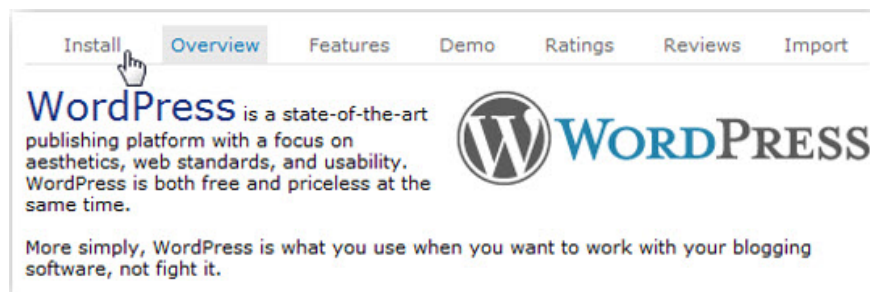 Install Overview Features Demo Ratings Reviews Import
WordPress is a state-of-the-art
publishing platform with a focus on
aesthetics, web standards, and usability.
WordPress is both free and priceless at the
same time.
W WORDPRESS
More simply, WordPress is what you use when you want to work with your blogging
software, not fight it.